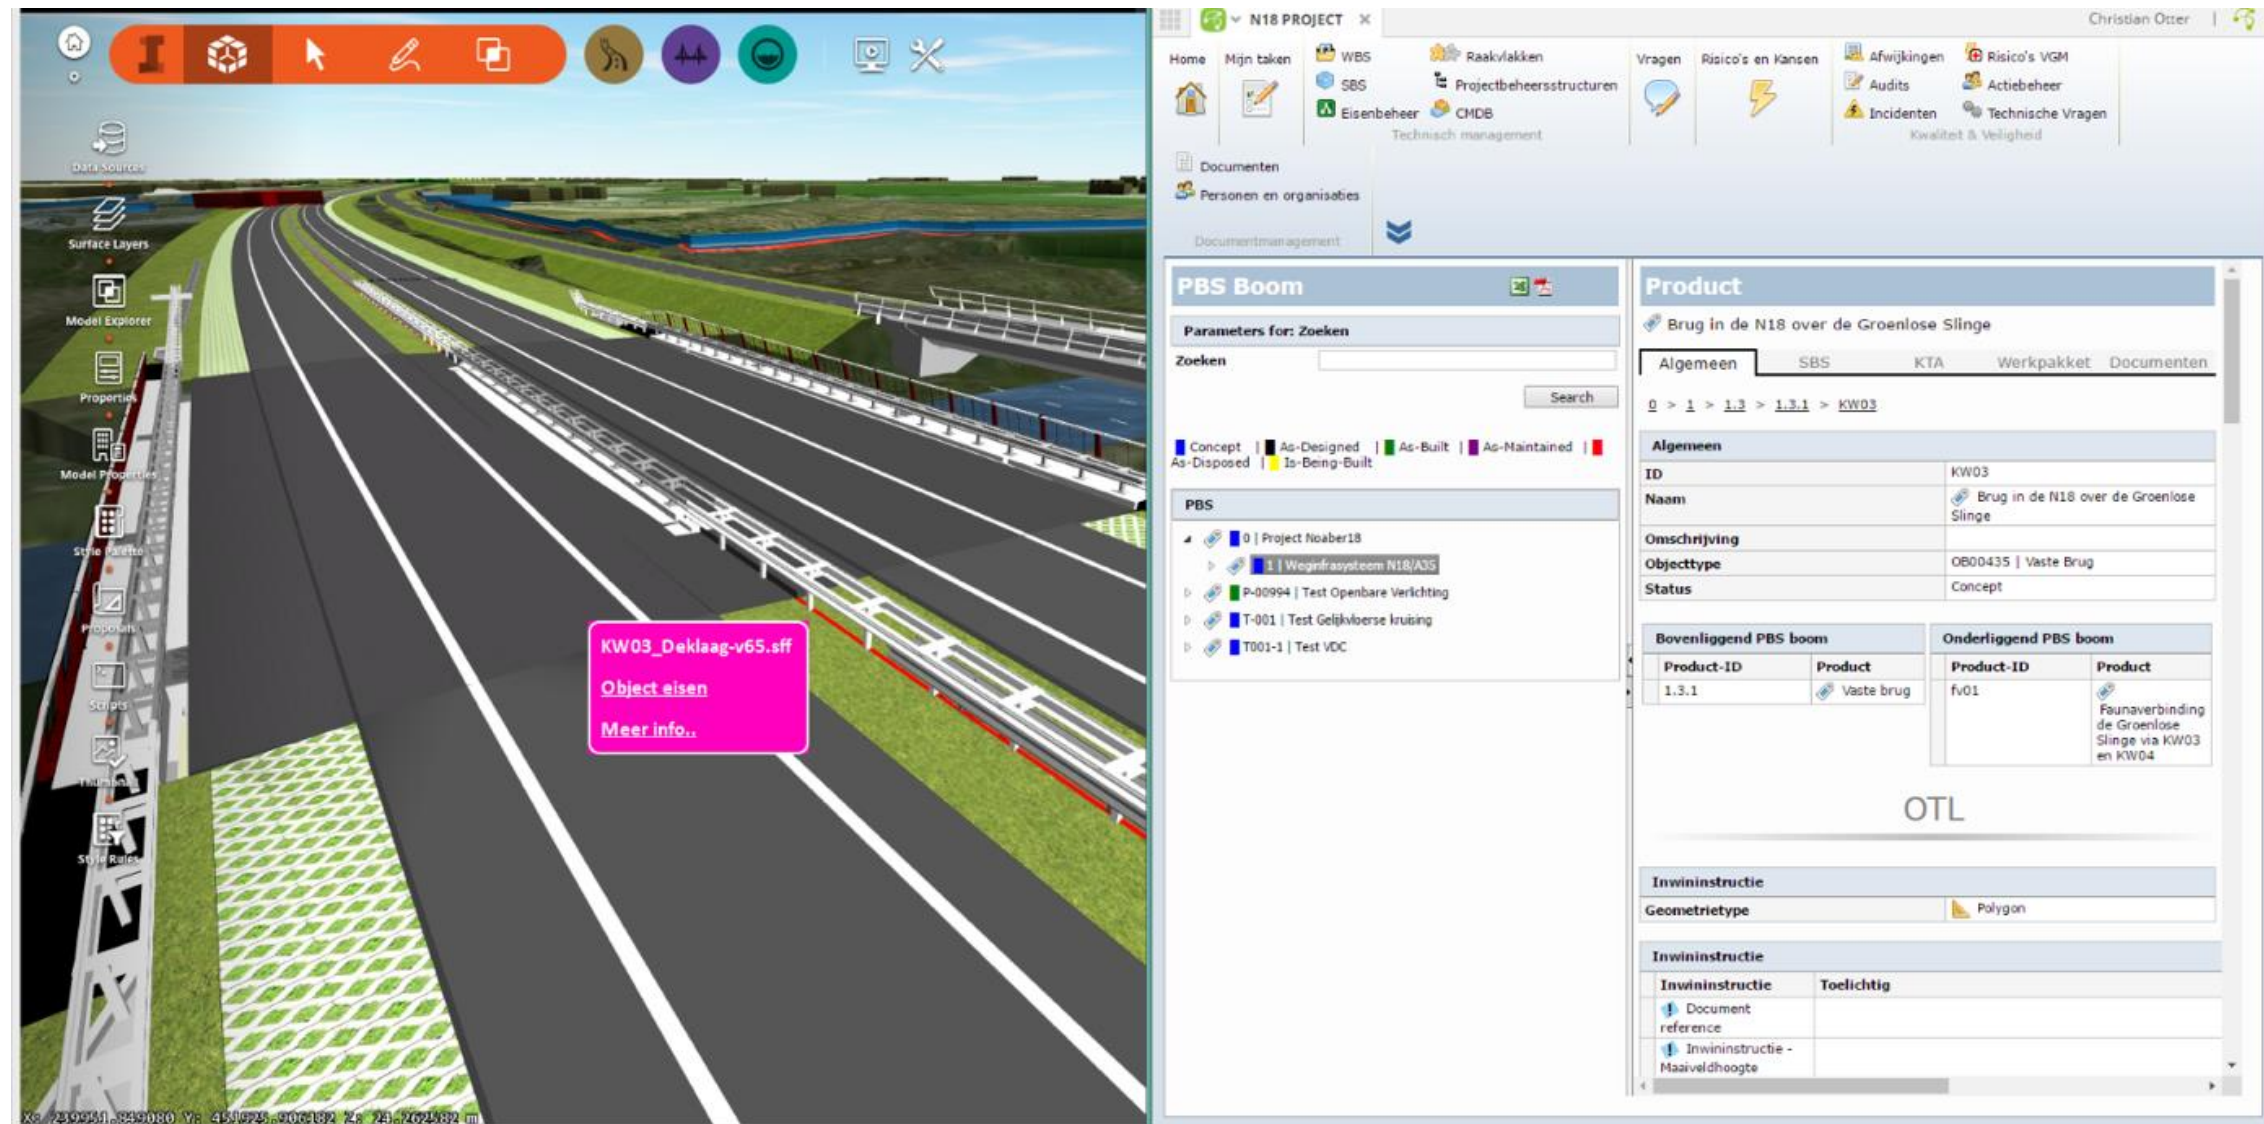 Data Sources
Surface Layers
Model Explorer
Properties
Model Properties
Style Palette
Proposals
Scripts
Style Rules
KW03_Deklaag-v65.sff
Object eisen
Meer info..
N18 PROJECT
Christian Otter |
Home
Mijn taken
WBS
SBS
Eisenbeheer
Raakvlakken
Projectbeheersstructuren
CMDB
Technisch management
Vragen
Risico's en Kansen
Afwijkingen
Audits
Incidenten
Risico's VGM
Actiebeheer
Technische Vragen
Kwaliteit & Veiligheid
Documenten
Personen en organisaties
Documentmanagement
PBS Boom
Parameters for: Zoeken
Zoeken
Search
Concept | As-Designed | As-Built | As-Maintained |
As-Disposed | Is-Being-Built
PBS
0 | Project Noaber18
1 | Weginfrasysteem N18/A35
P-00994 | Test Openbare Verlichting
T-001 | Test Gelijkvloerse kruising
T001-1 | Test VDC
Product
Brug in de N18 over de Groenlose Slinge
Algemeen SBS KTA Werkpakket Documenten
0 > 1 > 1.3 > 1.3.1 > KW03
Algemeen
ID KW03
Naam Brug in de N18 over de Groenlose
Slinge
Omschrijving
Objecttype OB00435 | Vaste Brug
Status Concept
Bovenliggend PBS boom
Product-ID Product
1.3.1 Vaste brug
Onderliggend PBS boom
Product-ID Product
fv01
Faunaverbinding
de Groenlose
Slinge via KW03
en KW04
OTL
Inwininstructie
Geometrietype Polygon
Inwininstructie
Inwininstructie Toelichtig
Document
reference
Inwininstructie -
Maaiveldhoogte